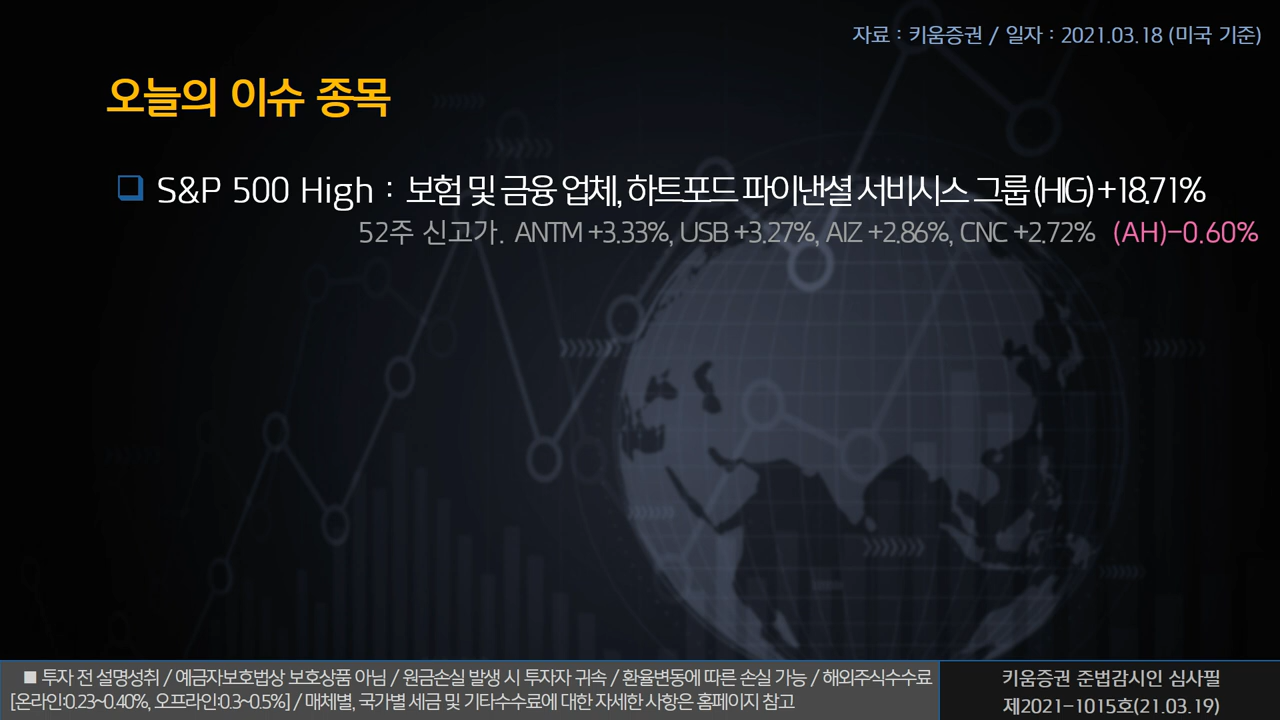 자료 : 키움증권 / 일자 : 2021.03.18 (미국 기준)
오늘의 이슈 종목
❑ S&P 500 High : 보험 및 금융 업체, 하트포드 파이낸셜 서비시스 그룹 (HIG) +18.71%
52주 신고가. ANTM +3.33%, USB +3.27%, AIZ +2.86%, CNC +2.72% (AH)-0.60%
■ 투자 전 설명성취 / 예금자보호법상 보호상품 아님 / 원금손실 발생 시 투자자 귀속 / 환율변동에 따른 손실 가능 / 해외주식수수료
[온라인:0.23~0.40%, 오프라인:0.3~0.5%] / 매체별, 국가별 세금 및 기타수수료에 대한 자세한 사항은 홈페이지 참고
키움증권 준법감시인 심사필
제2021-1015호(21.03.19)